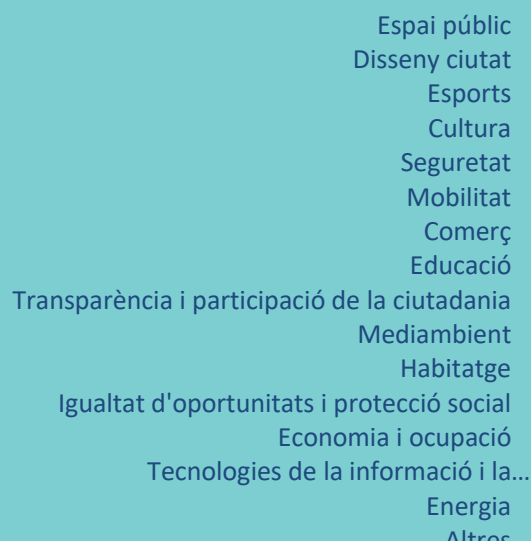 Espai públic
Disseny ciutat
Esports
Cultura
Seguretat
Mobilitat
Comerç
Educació
Transparència i participació de la ciutadania
Mediambient
Habitatge
Igualtat d'oportunitats i protecció social
Economia i ocupació
Tecnologies de la informació i la…
Energia
Altres